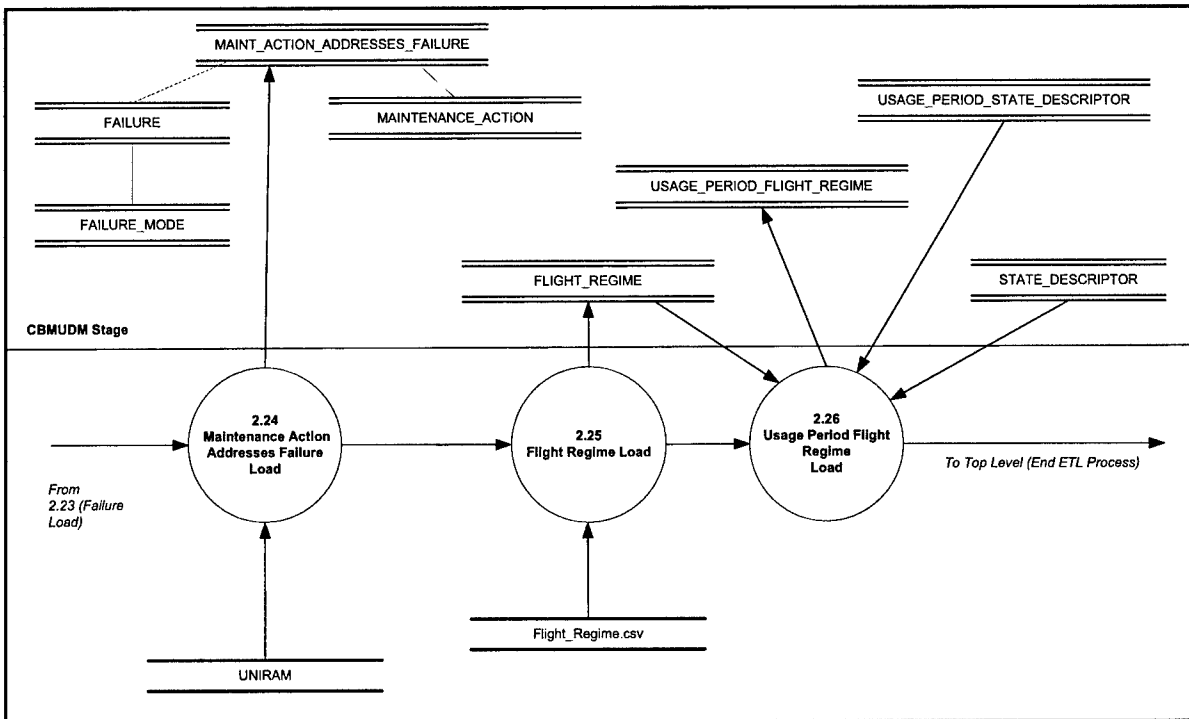 MAINT_ACTION_ADDRESSES_FAILURE
FAILURE
MAINTENANCE_ACTION
USAGE_PERIOD_STATE_DESCRIPTOR
FAILURE_MODE
USAGE_PERIOD_FLIGHT_REGIME
FLIGHT_REGIME
STATE_DESCRIPTOR
CBMUDM Stage
From
2.23 (Failure
Load)
2.24
Maintenance Action
Addresses Failure
Load
2.25
Flight Regime Load
2.26
Usage Period Flight
Regime
Load
To Top Level (End ETL Process)
UNIRAM
Flight_Regime.csv